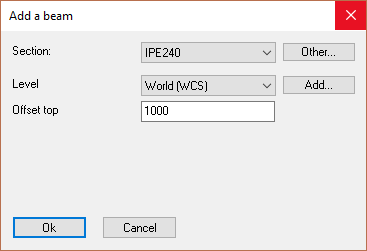 Add a beam
Section: IPE240 Other...
Level World (WCS) Add...
Offset top 1000
Ok Cancel